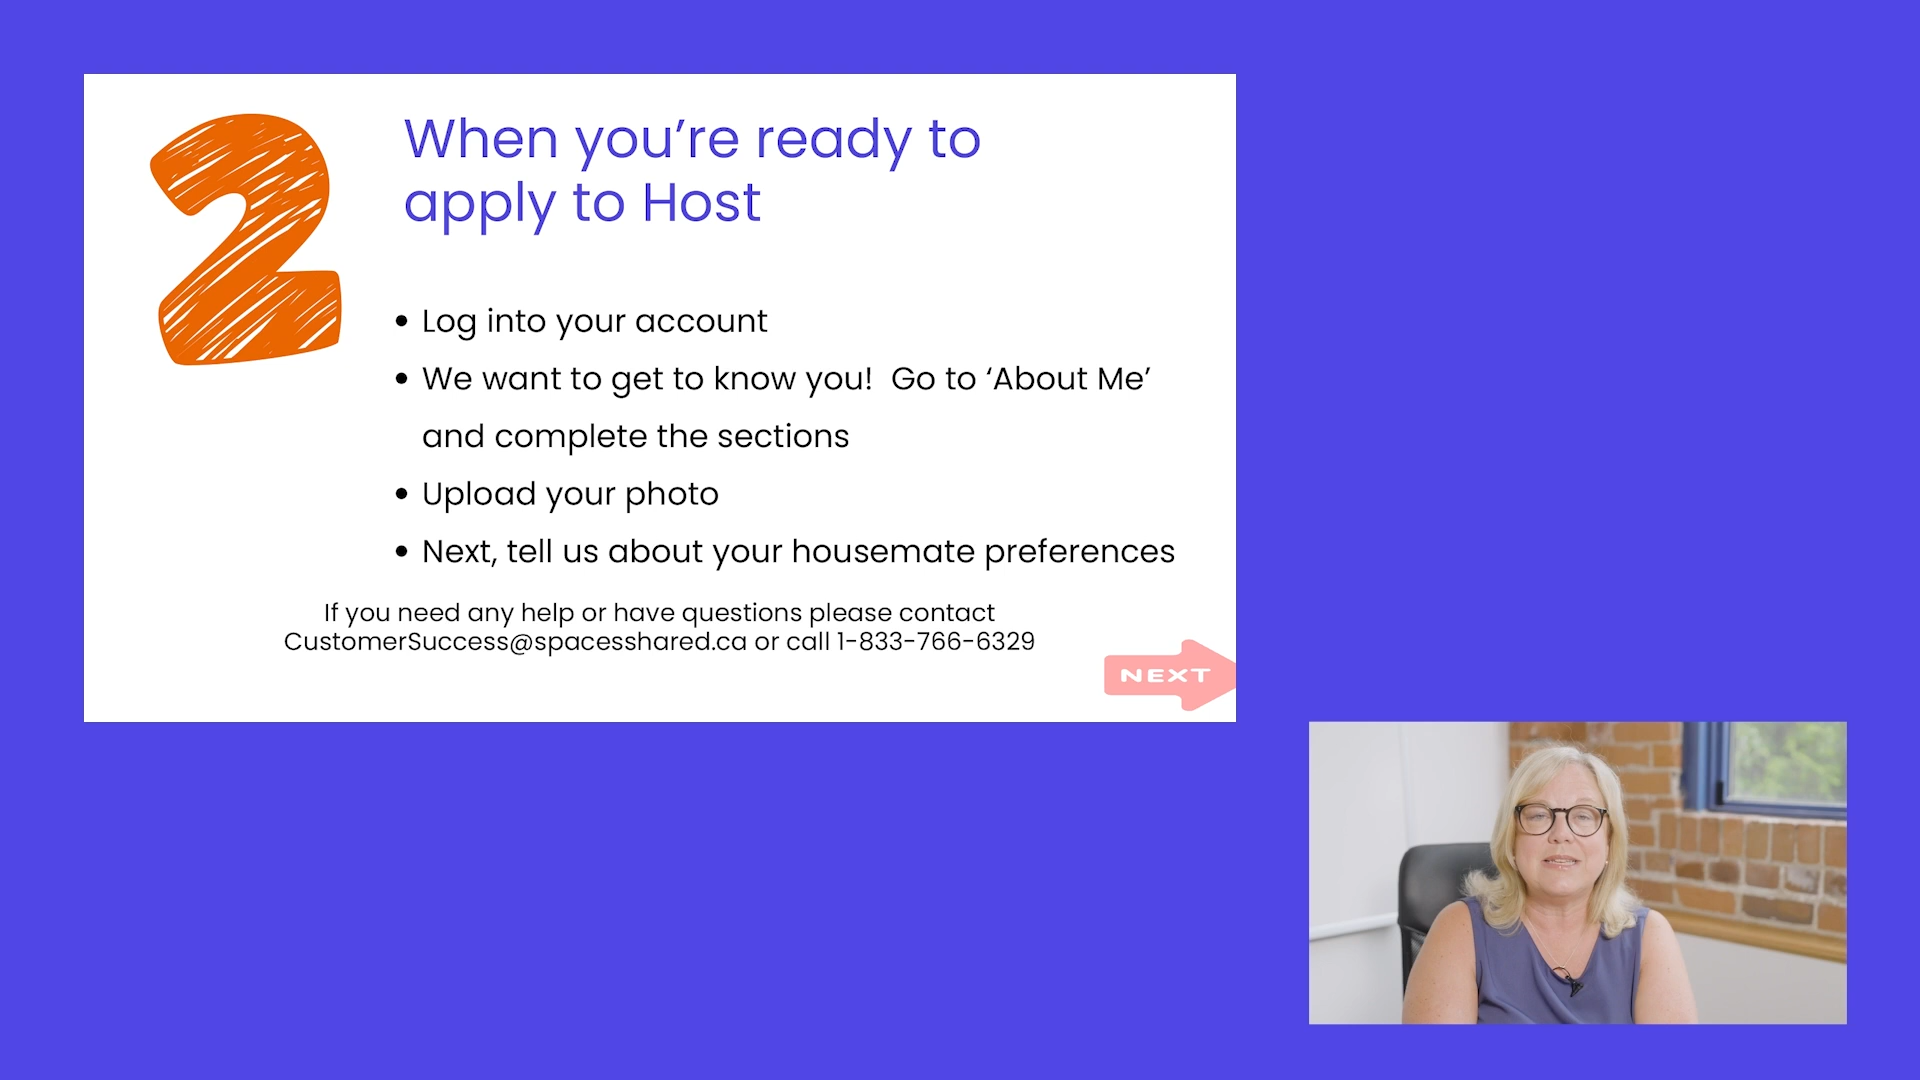 2
When you’re ready to
apply to Host
• Log into your account
• We want to get to know you!  Go to ‘About Me’
and complete the sections
• Upload your photo
• Next, tell us about your housemate preferences
If you need any help or have questions please contact
CustomerSuccess@spacesshared.ca or call 1-833-766-6329
NEXT